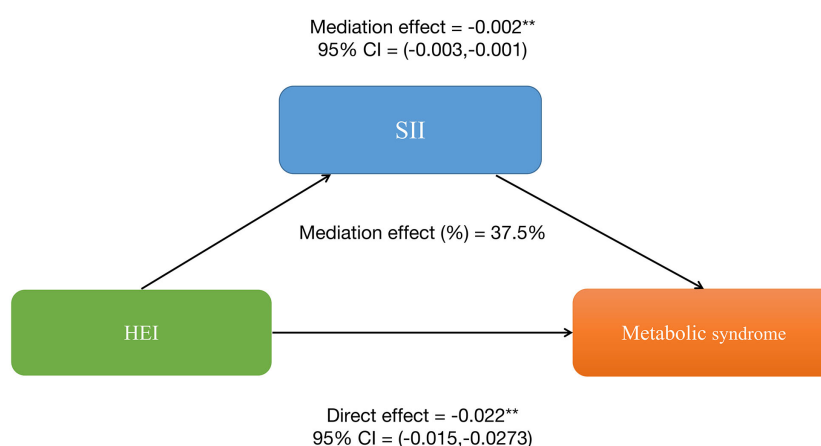 Mediation effect = -0.002**
95% CI = (-0.003,-0.001)
SII
Mediation effect (%) = 37.5%
HEI
Metabolic syndrome
Direct effect = -0.022**
95% CI = (-0.015,-0.0273)